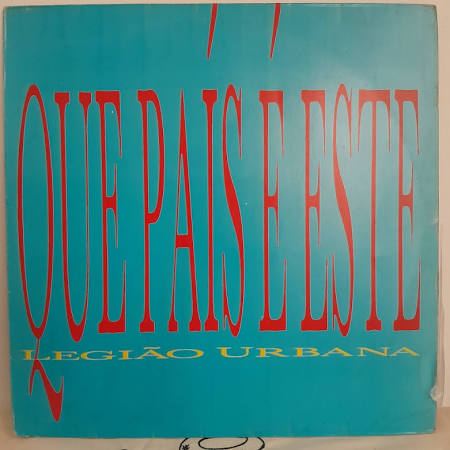 QUE PAÍS É ESTE
LEGIÃO URBANA